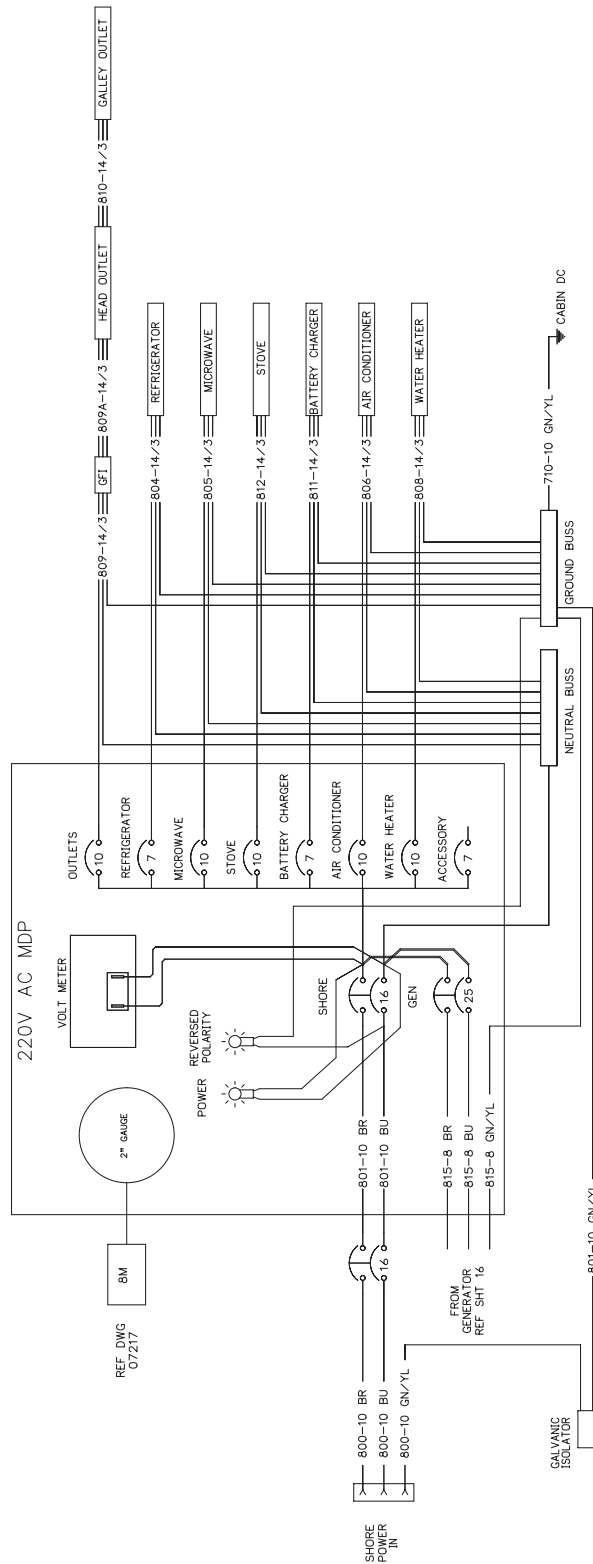 220V AC MDP
8M
REF DWG
07217
2" GAUGE
VOLT METER
POWER
REVERSED
POLARITY
OUTLETS
10
REFRIGERATOR
7
MICROWAVE
10
STOVE
10
BATTERY CHARGER
7
AIR CONDITIONER
10
WATER HEATER
10
ACCESSORY
7
809-14/3
GFI
809A-14/3
HEAD OUTLET
810-14/3
GALLEY OUTLET
804-14/3
REFRIGERATOR
805-14/3
MICROWAVE
812-14/3
STOVE
811-14/3
BATTERY CHARGER
806-14/3
AIR CONDITIONER
808-14/3
WATER HEATER
SHORE
16
GEN
25
SHORE
POWER
IN
800-10 BR
800-10 BU
800-10 GN/YL
16
801-10 BR
801-10 BU
FROM
GENERATOR
REF SHT 16
815-8 BR
815-8 BU
815-8 GN/YL
NEUTRAL BUSS
GROUND BUSS
710-10 GN/YL
CABIN DC
GALVANIC
ISOLATOR
801-10 GN/YL